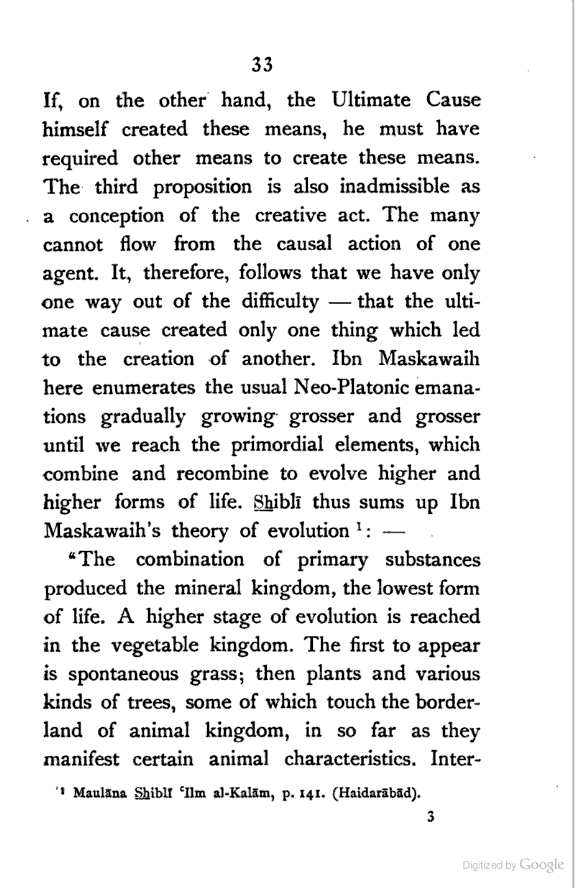 33
If, on the other hand, the Ultimate Cause
himself created these means, he must have
required other means to create these means.
The third proposition is also inadmissible as
a conception of the creative act. The many
cannot flow from the causal action of one
agent. It, therefore, follows that we have only
one way out of the difficulty — that the ulti-
mate cause created only one thing which led
to the creation of another. Ibn Maskawaih
here enumerates the usual Neo-Platonic emana-
tions gradually growing grosser and grosser
until we reach the primordial elements, which
combine and recombine to evolve higher and
higher forms of life. Shiblī thus sums up Ibn
Maskawaih's theory of evolution ¹: —
“The combination of primary substances
produced the mineral kingdom, the lowest form
of life. A higher stage of evolution is reached
in the vegetable kingdom. The first to appear
is spontaneous grass; then plants and various
kinds of trees, some of which touch the border-
land of animal kingdom, in so far as they
manifest certain animal characteristics. Inter-
¹ Maulāna Shiblī ʿIlm al-Kalām, p. 141. (Haidarābād).
3
Digitized by Google